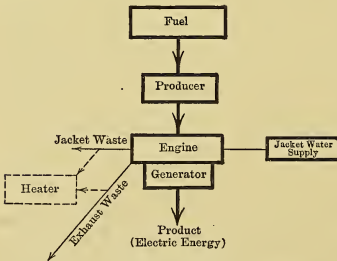 Fuel
Producer
Jacket Waste
Engine
Jacket Water
Supply
Generator
Heater
Exhaust Waste
Product
(Electric Energy)